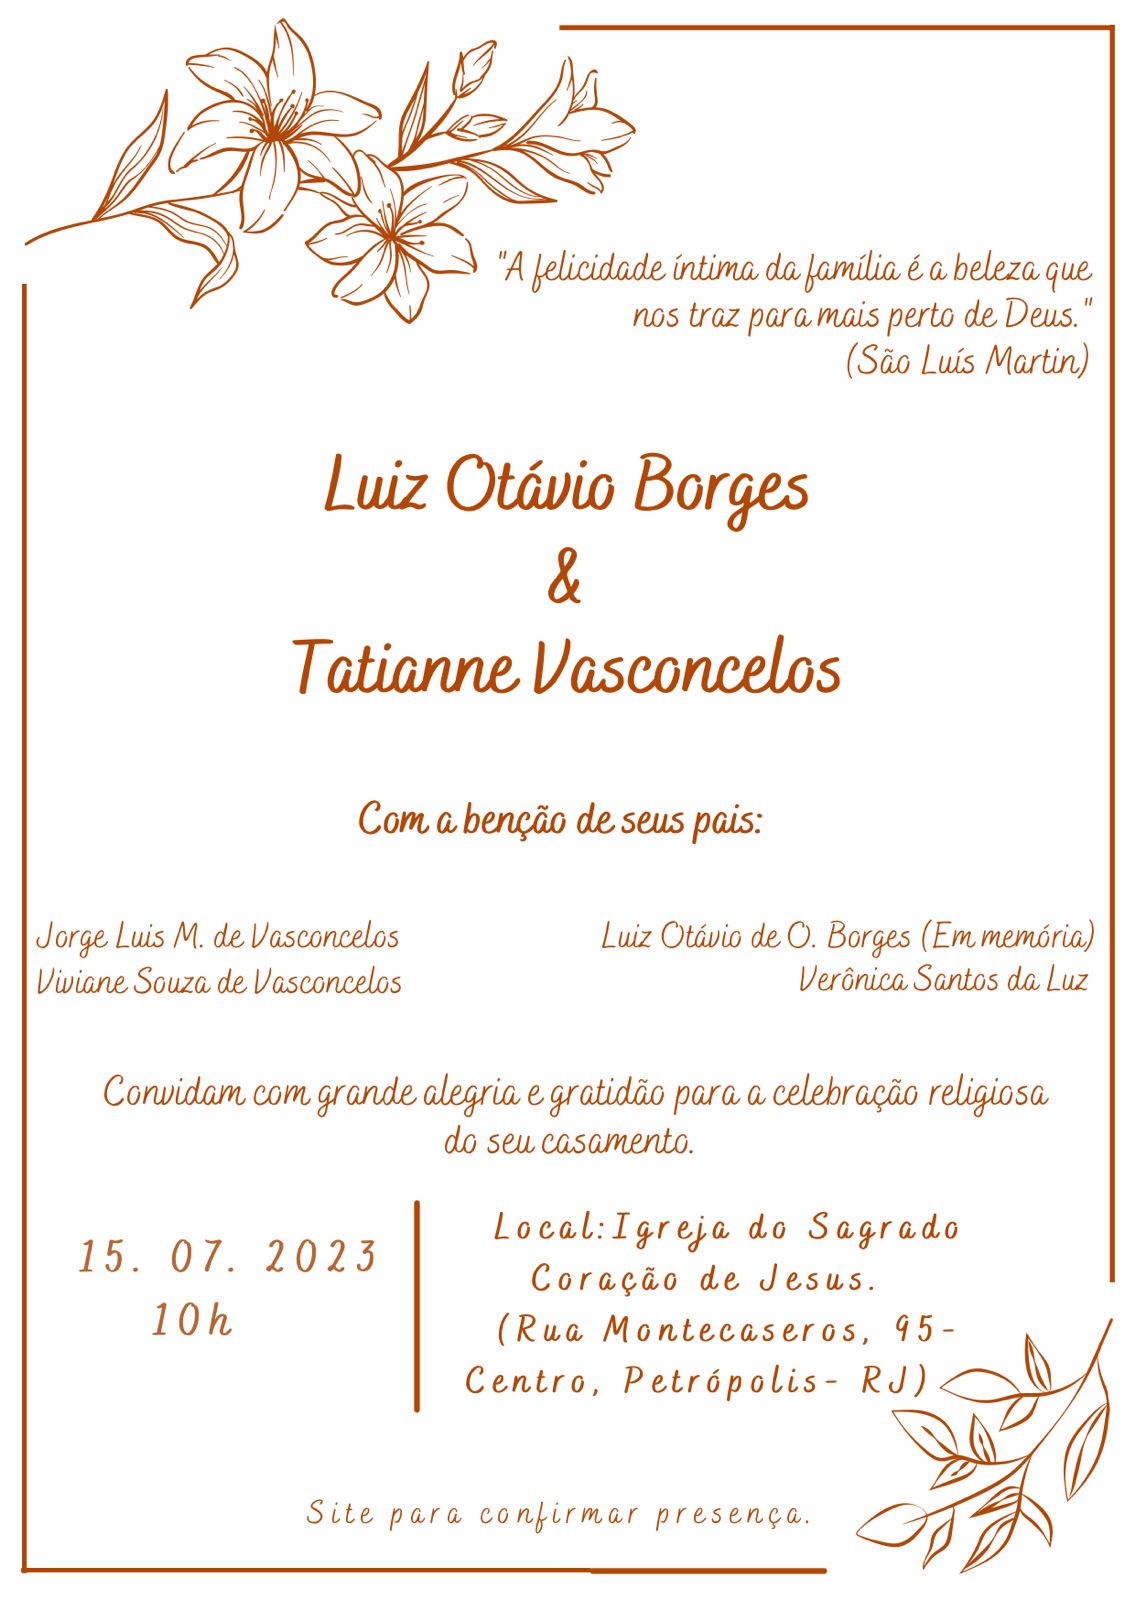 "A felicidade íntima da família é a beleza que
nos traz para mais perto de Deus."
(São Luís Martin)
Luiz Otávio Borges
&
Tatianne Vasconcelos
Com a benção de seus pais:
Jorge Luis M. de Vasconcelos
Viviane Souza de Vasconcelos
Luiz Otávio de O. Borges (Em memória)
Verônica Santos da Luz
Convidam com grande alegria e gratidão para a celebração religiosa
do seu casamento.
15. 07. 2023
10h
Local:Igreja do Sagrado
Coração de Jesus.
(Rua Montecaseros, 95-
Centro, Petrópolis- RJ)
Site para confirmar presença.